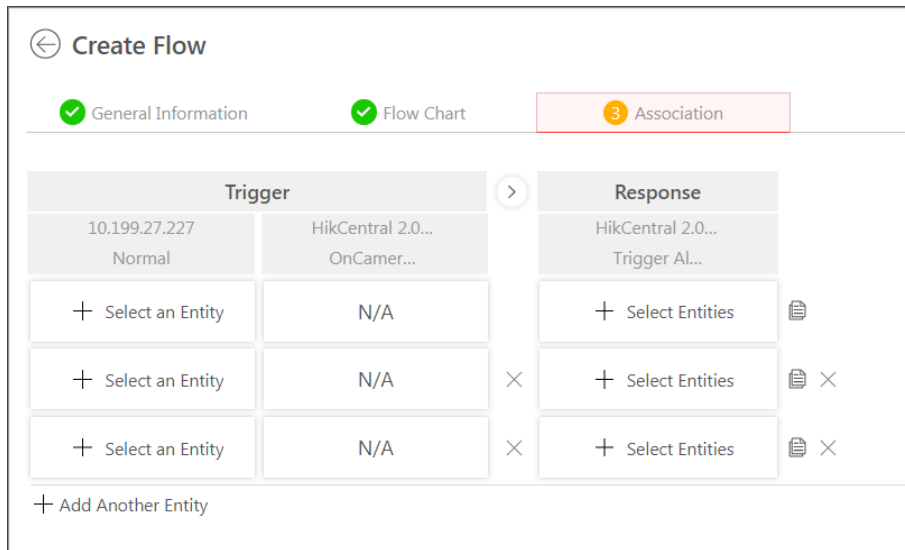 Create Flow
General Information Flow Chart 3 Association
Trigger Response
10.199.27.227 HikCentral 2.0... HikCentral 2.0...
Normal OnCamer... Trigger Al...
Select an Entity N/A Select Entities
Select an Entity N/A Select Entities
Select an Entity N/A Select Entities
Add Another Entity